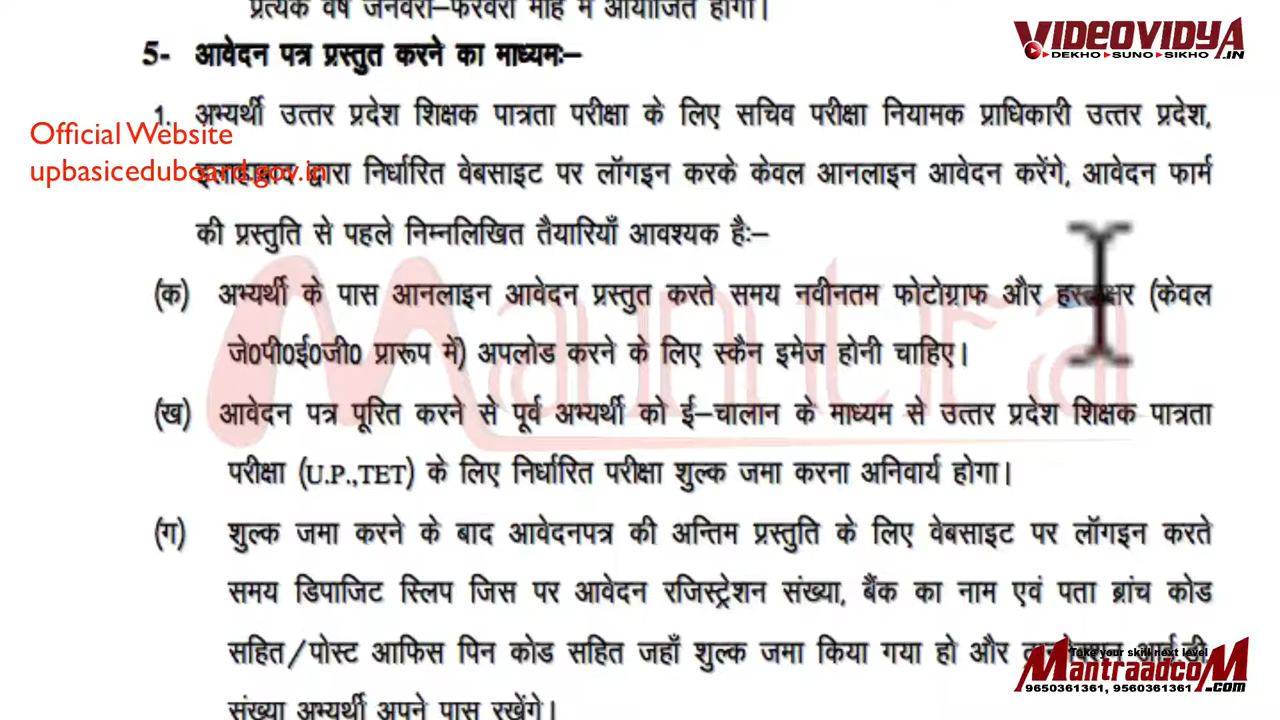 प्रत्येक वर्ष जनवरी–फरवरी माह में आयोजित होगी।
VIDEOVIDYA
.IN
DEKHO ▸ SUNO ▸ SIKHO
5- आवेदन पत्र प्रस्तुत करने का माध्यमः–
1. अभ्यर्थी उत्तर प्रदेश शिक्षक पात्रता परीक्षा के लिए सचिव परीक्षा नियामक प्राधिकारी उत्तर प्रदेश,
Official Website
upbasiceduboard.gov.in
इलाहाबाद द्वारा निर्धारित वेबसाइट पर लॉगइन करके केवल आनलाइन आवेदन करेंगे, आवेदन फार्म
की प्रस्तुति से पहले निम्नलिखित तैयारियाँ आवश्यक हैः–
(क) अभ्यर्थी के पास आनलाइन आवेदन प्रस्तुत करते समय नवीनतम फोटोग्राफ और हस्ताक्षर (केवल
जे0पी0ई0जी0 प्रारूप में) अपलोड करने के लिए स्कैन इमेज होनी चाहिए।
Mantra
(ख) आवेदन पत्र पूरित करने से पूर्व अभ्यर्थी को ई–चालान के माध्यम से उत्तर प्रदेश शिक्षक पात्रता
परीक्षा (U.P.,TET) के लिए निर्धारित परीक्षा शुल्क जमा करना अनिवार्य होगा।
(ग) शुल्क जमा करने के बाद आवेदनपत्र की अन्तिम प्रस्तुति के लिए वेबसाइट पर लॉगइन करते
समय डिपाजिट स्लिप जिस पर आवेदन रजिस्ट्रेशन संख्या, बैंक का नाम एवं पता ब्रांच कोड
सहित/पोस्ट आफिस पिन कोड सहित जहाँ शुल्क जमा किया गया हो और आई.डी.
संख्या अभ्यर्थी अपने पास रखेंगे।
Take your skill next level
MantraadcoM
9650361361, 9560361361 .com